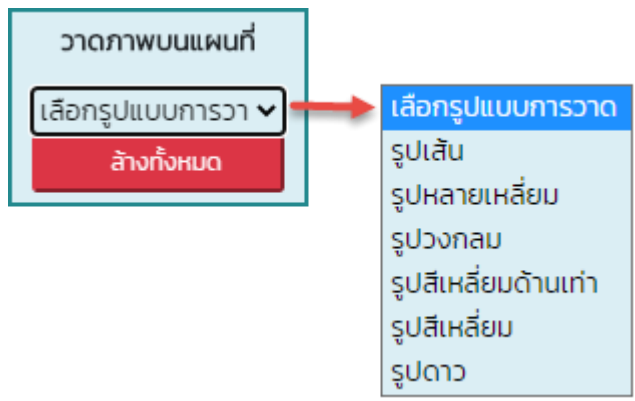 วาดภาพบนแผนที่
เลือกรูปแบบการวา
ล้างทั้งหมด
เลือกรูปแบบการวาด
รูปเส้น
รูปหลายเหลี่ยม
รูปวงกลม
รูปสีเหลี่ยมด้านเท่า
รูปสีเหลี่ยม
รูปดาว